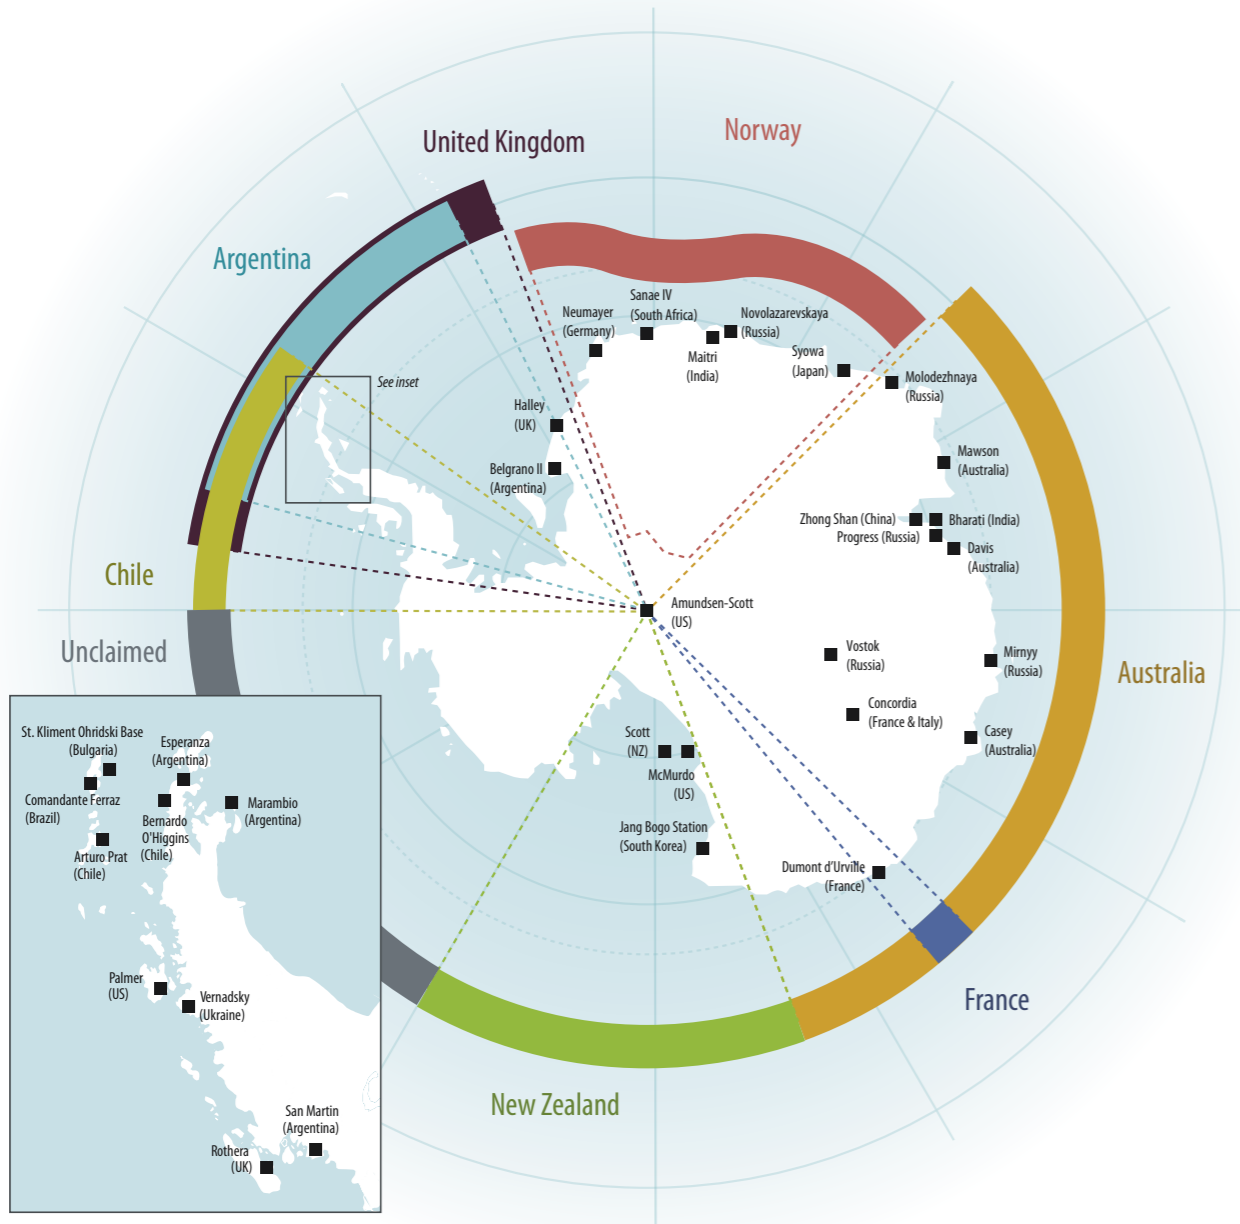 Norway
United Kingdom
Argentina
Chile
Unclaimed
Australia
France
New Zealand
See inset
Neumayer
(Germany)
Sanae IV
(South Africa)
Maitri
(India)
Novolazarevskaya
(Russia)
Syowa
(Japan)
Molodezhnaya
(Russia)
Halley
(UK)
Belgrano II
(Argentina)
Mawson
(Australia)
Zhong Shan (China)
Bharati (India)
Progress (Russia)
Davis
(Australia)
Amundsen-Scott
(US)
Vostok
(Russia)
Mirnyy
(Russia)
Concordia
(France & Italy)
Casey
(Australia)
Scott
(NZ)
McMurdo
(US)
Jang Bogo Station
(South Korea)
Dumont d'Urville
(France)
St. Kliment Ohridski Base
(Bulgaria)
Esperanza
(Argentina)
Comandante Ferraz
(Brazil)
Bernardo
O'Higgins
(Chile)
Marambio
(Argentina)
Arturo Prat
(Chile)
Palmer
(US)
Vernadsky
(Ukraine)
San Martin
(Argentina)
Rothera
(UK)